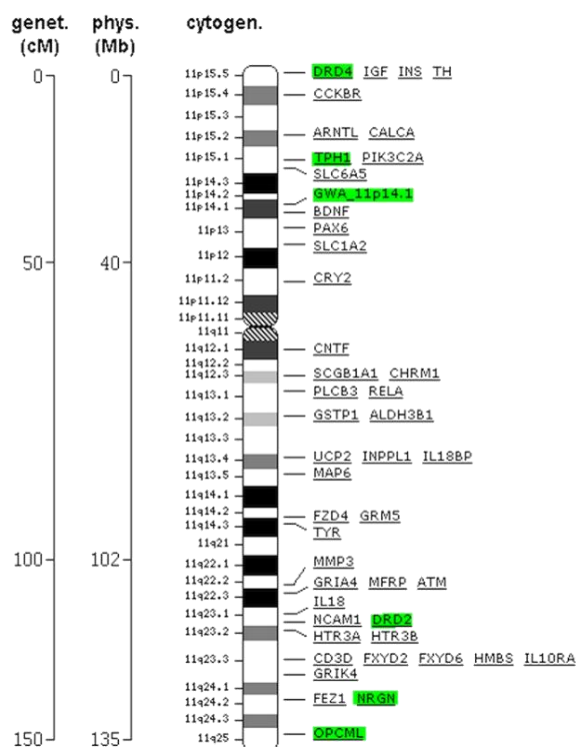 genet. phys. cytogen.
(cM) (Mb)
0 0 11p15.5 DRD4 IGF INS TH
11p15.4 CCKBR
11p15.3
11p15.2 ARNTL CALCA
11p15.1 TPH1 PIK3C2A
SLC6A5
11p14.3
11p14.2 GWA_11p14.1
11p14.1 BDNF
PAX6
11p13
SLC1A2
11p12
50 40
11p11.2 CRY2
11p11.12
11p11.11
11q11
11q12.1 CNTF
11q12.2
11q12.3 SCGB1A1 CHRM1
11q13.1 PLCB3 RELA
11q13.2 GSTP1 ALDH3B1
11q13.3
11q13.4 UCP2 INPPL1 IL18BP
11q13.5 MAP6
11q14.1
11q14.2 FZD4 GRM5
11q14.3 TYR
11q21
100 102 11q22.1 MMP3
11q22.2 GRIA4 MFRP ATM
11q22.3 IL18
11q23.1 NCAM1 DRD2
11q23.2 HTR3A HTR3B
11q23.3 CD3D FXYD2 FXYD6 HMBS IL10RA
GRIK4
11q24.1
11q24.2 FEZ1 NRGN
11q24.3
150 135 11q25 OPCML